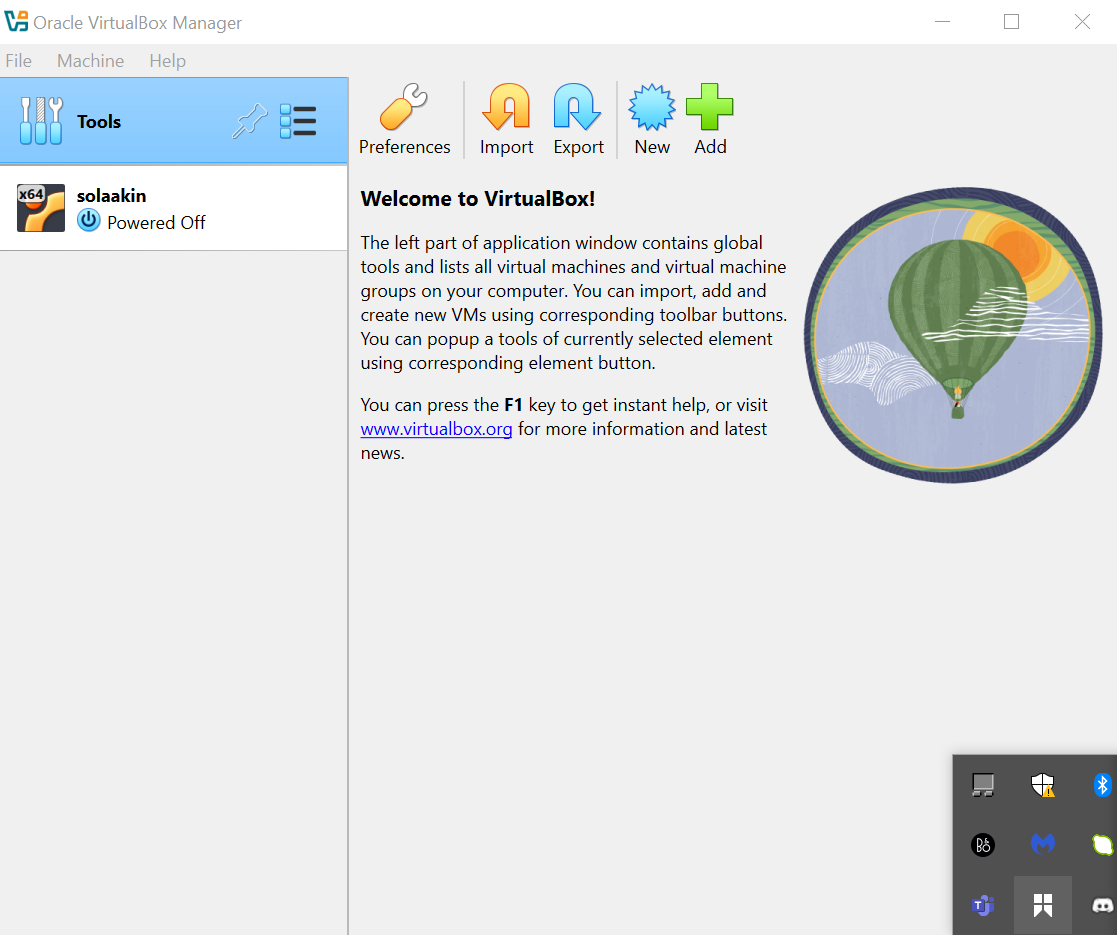 Oracle VirtualBox Manager
File Machine Help
Tools
Preferences Import Export New Add
x64
solaakin
Powered Off
Welcome to VirtualBox!
The left part of application window contains global
tools and lists all virtual machines and virtual machine
groups on your computer. You can import, add and
create new VMs using corresponding toolbar buttons.
You can popup a tools of currently selected element
using corresponding element button.
You can press the F1 key to get instant help, or visit
www.virtualbox.org for more information and latest
news.
B&O
T